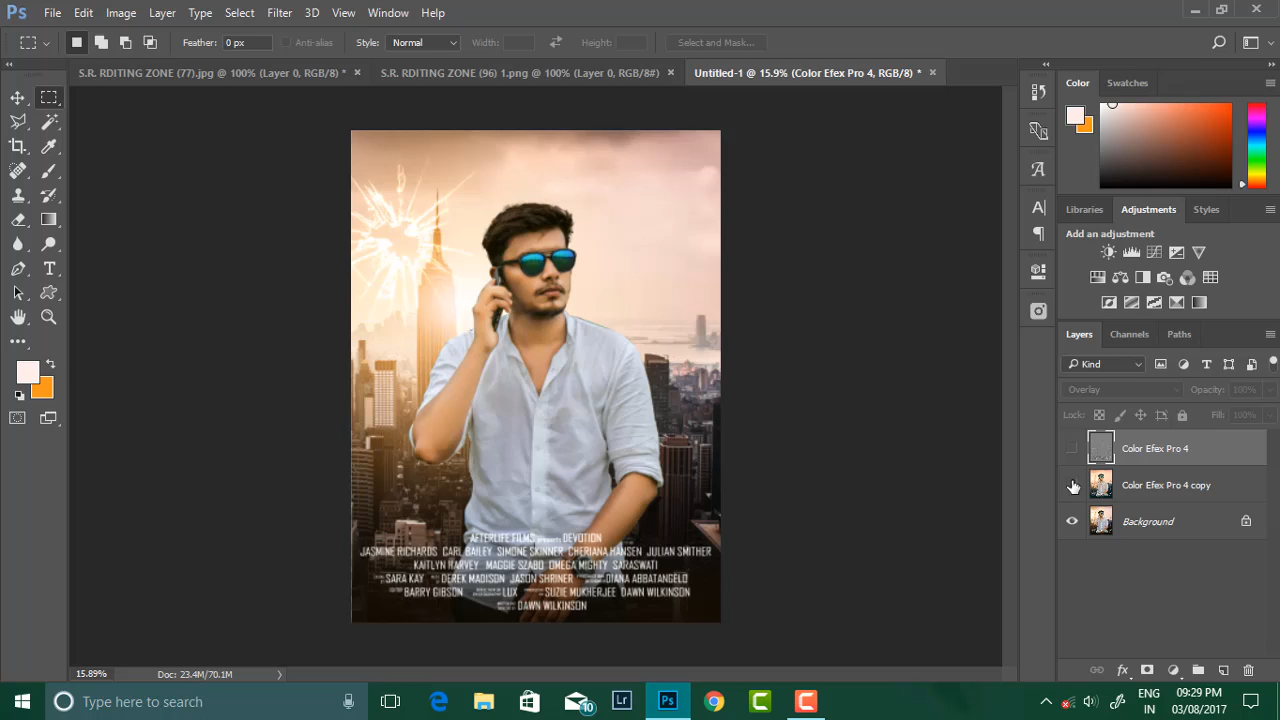 Ps File Edit Image Layer Type Select Filter 3D View Window Help
Feather: 0 px Anti-alias Style: Normal Width: Height: Select and Mask...
S.R. RDITING ZONE (77).jpg @ 100% (Layer 0, RGB/8) * × S.R. RDITING ZONE (96) 1.png @ 100% (Layer 0, RGB/8#) × Untitled-1 @ 15.9% (Color Efex Pro 4, RGB/8) * ×
Color Swatches
Libraries Adjustments Styles
Add an adjustment
Layers Channels Paths
Kind
Overlay Opacity: 100%
Lock: Fill: 100%
Color Efex Pro 4
Color Efex Pro 4 copy
Background
AFTERLIFE FILMS DEVOTION
JASMINE RICHARDS CARL BAILEY SIMONE SKINNER CHERIANA HANSEN JULIAN SMITHER
KAITLYN HARVEY MAGGIE SZABO OMEGA MIGHTY SARASWATI
SARA KAY DEREK MADISON JASON SHRINER DIANA ABBATANGELO
BARRY GIBSON LUX SUZIE MUKHERJEE DAWN WILKINSON
DAWN WILKINSON
15.89% Doc: 23.4M/70.1M
Type here to search
10
Lr
Ps
ENG
IN
09:29 PM
03/08/2017